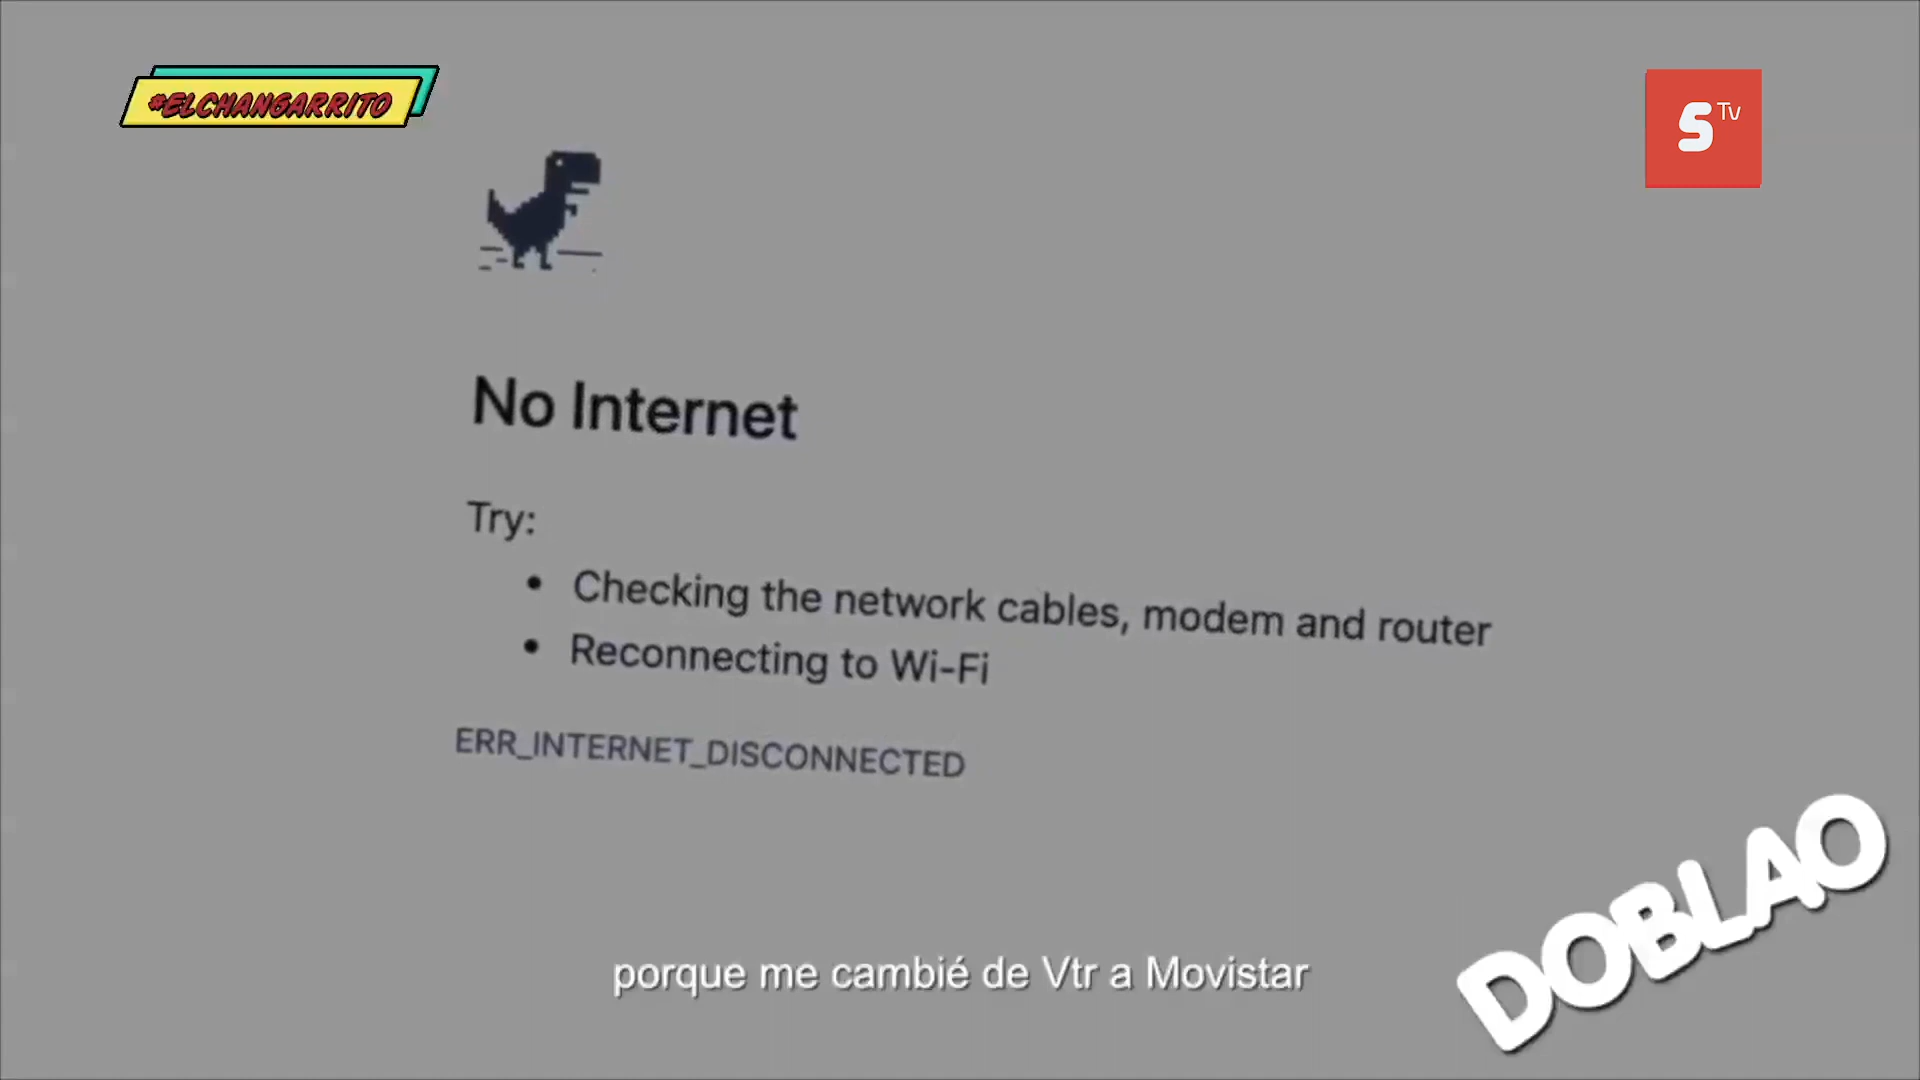 #ELCHANGARRITO
STv
No Internet
Try:
• Checking the network cables, modem and router
• Reconnecting to Wi-Fi
ERR_INTERNET_DISCONNECTED
DOBLAO
porque me cambié de Vtr a Movistar